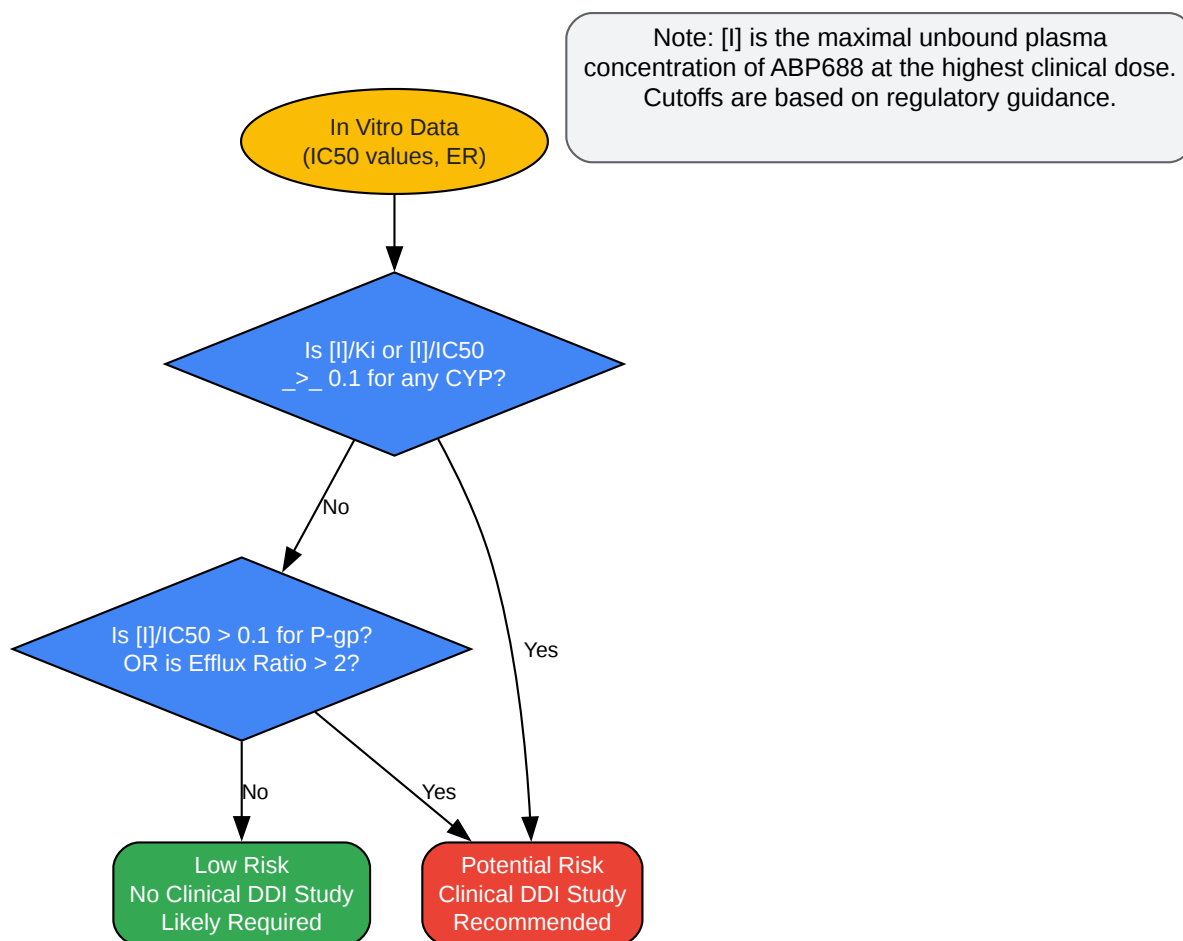 Note: [I] is the maximal unbound plasma
concentration of ABP688 at the highest clinical dose.
Cutoffs are based on regulatory guidance.
In Vitro Data
(IC50 values, ER)
Is [I]/Ki or [I]/IC50
_>_ 0.1 for any CYP?
No
Yes
Is [I]/IC50 > 0.1 for P-gp?
OR is Efflux Ratio > 2?
No
Yes
Low Risk
No Clinical DDI Study
Likely Required
Potential Risk
Clinical DDI Study
Recommended